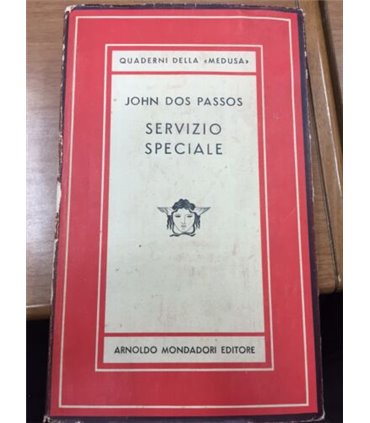 QUADERNI DELLA «MEDUSA»
JOHN DOS PASSOS
SERVIZIO
SPECIALE
ARNOLDO MONDADORI EDITORE